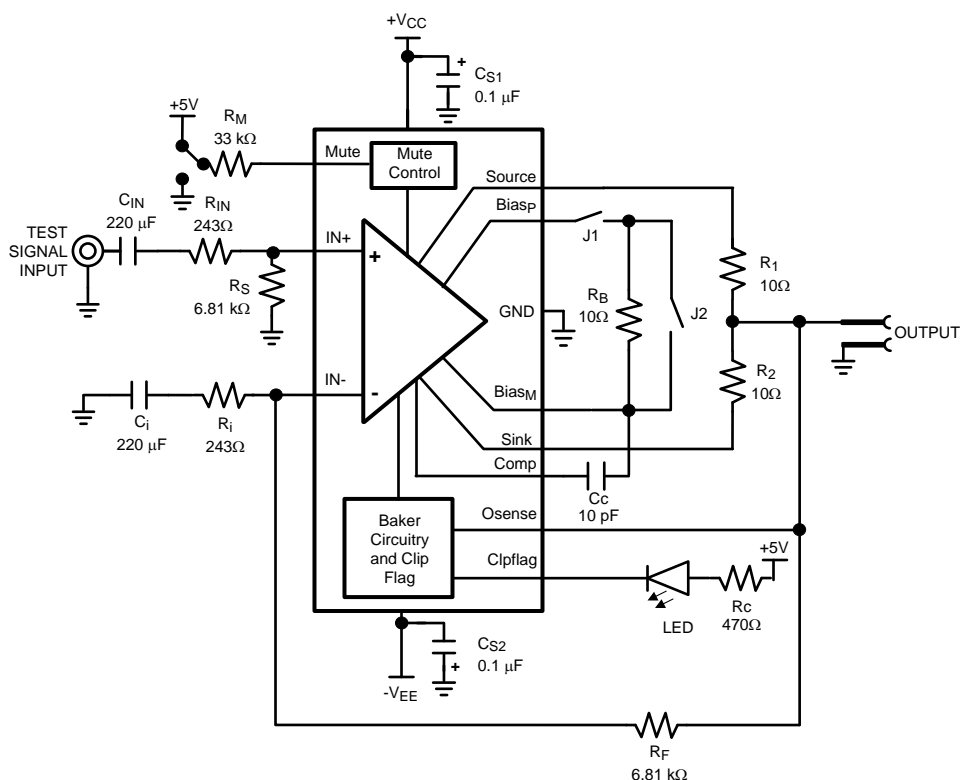 +VCC
+
CS1
0.1 µF
+5V
RM
33 kΩ
Mute
Mute
Control
Source
BiasP
J1
CIN
220 µF
RIN
243Ω
IN+
+
TEST
SIGNAL
INPUT
RS
6.81 kΩ
R1
10Ω
RB
10Ω
J2
GND
OUTPUT
IN-
-
BiasM
R2
10Ω
Ci
220 µF
Ri
243Ω
Sink
Comp
Cc
10 pF
Baker
Circuitry
and Clip
Flag
Osense
Clpflag
+5V
LED
Rc
470Ω
CS2
0.1 µF
+
-VEE
RF
6.81 kΩ